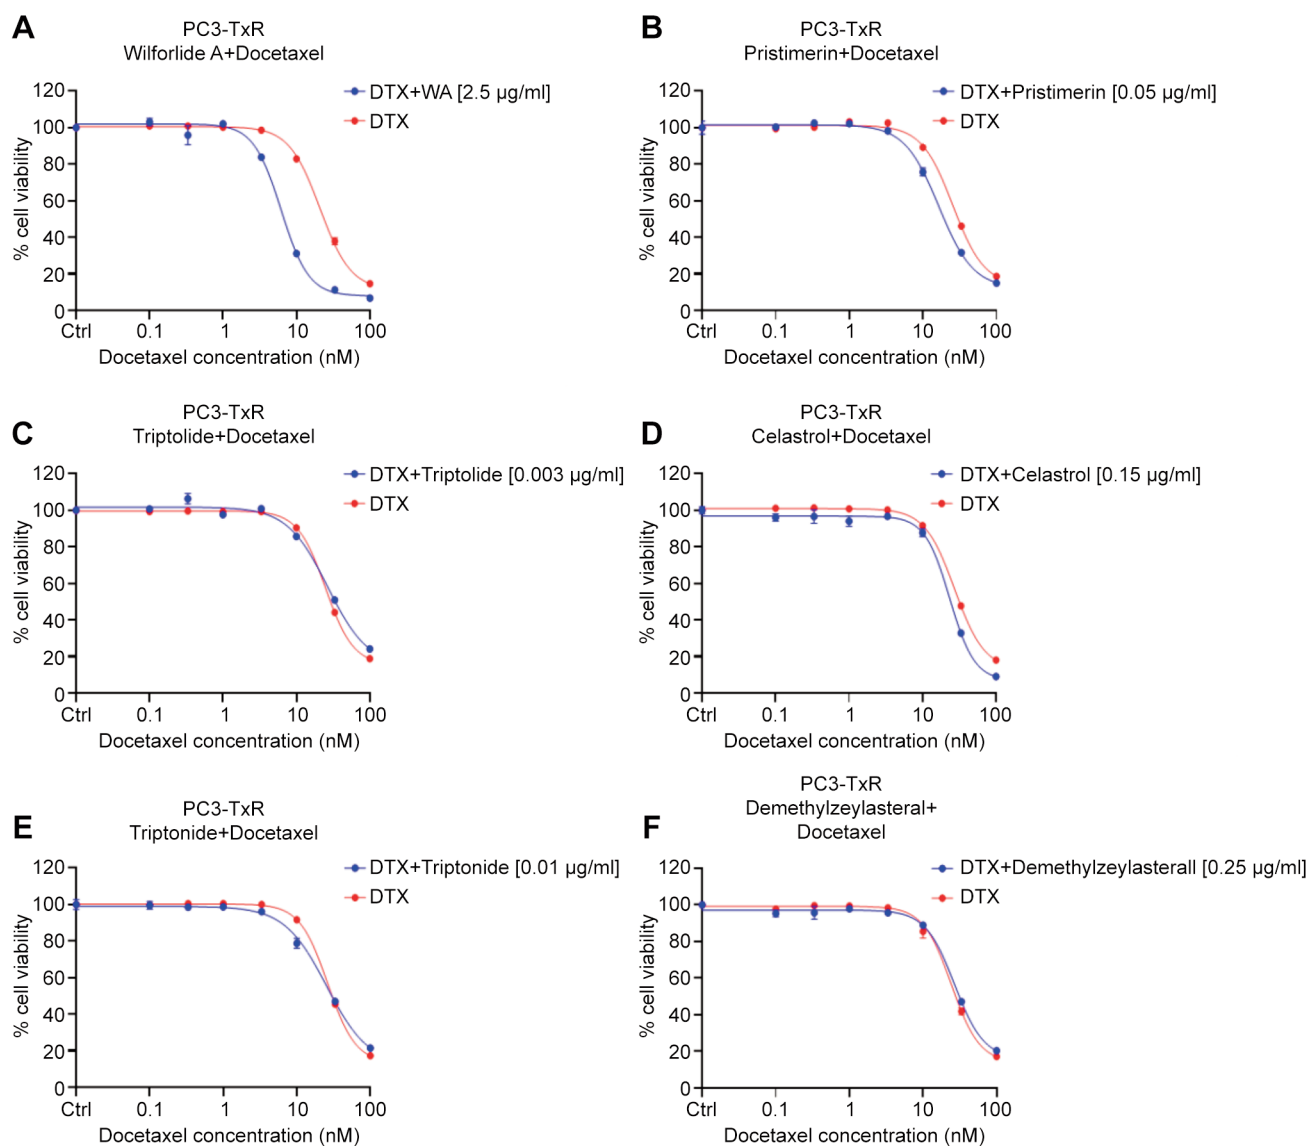 A
PC3-TxR
Wilforlide A+Docetaxel
DTX+WA [2.5 µg/ml]
DTX
% cell viability
120
100
80
60
40
20
0
Ctrl 0.1 1 10 100
Docetaxel concentration (nM)
B
PC3-TxR
Pristimerin+Docetaxel
DTX+Pristimerin [0.05 µg/ml]
DTX
% cell viability
120
100
80
60
40
20
0
Ctrl 0.1 1 10 100
Docetaxel concentration (nM)
C
PC3-TxR
Triptolide+Docetaxel
DTX+Triptolide [0.003 µg/ml]
DTX
% cell viability
120
100
80
60
40
20
0
Ctrl 0.1 1 10 100
Docetaxel concentration (nM)
D
PC3-TxR
Celastrol+Docetaxel
DTX+Celastrol [0.15 µg/ml]
DTX
% cell viability
120
100
80
60
40
20
0
Ctrl 0.1 1 10 100
Docetaxel concentration (nM)
E
PC3-TxR
Triptonide+Docetaxel
DTX+Triptonide [0.01 µg/ml]
DTX
% cell viability
120
100
80
60
40
20
0
Ctrl 0.1 1 10 100
Docetaxel concentration (nM)
F
PC3-TxR
Demethylzeylasteral+
Docetaxel
DTX+Demethylzeylasterall [0.25 µg/ml]
DTX
% cell viability
120
100
80
60
40
20
0
Ctrl 0.1 1 10 100
Docetaxel concentration (nM)